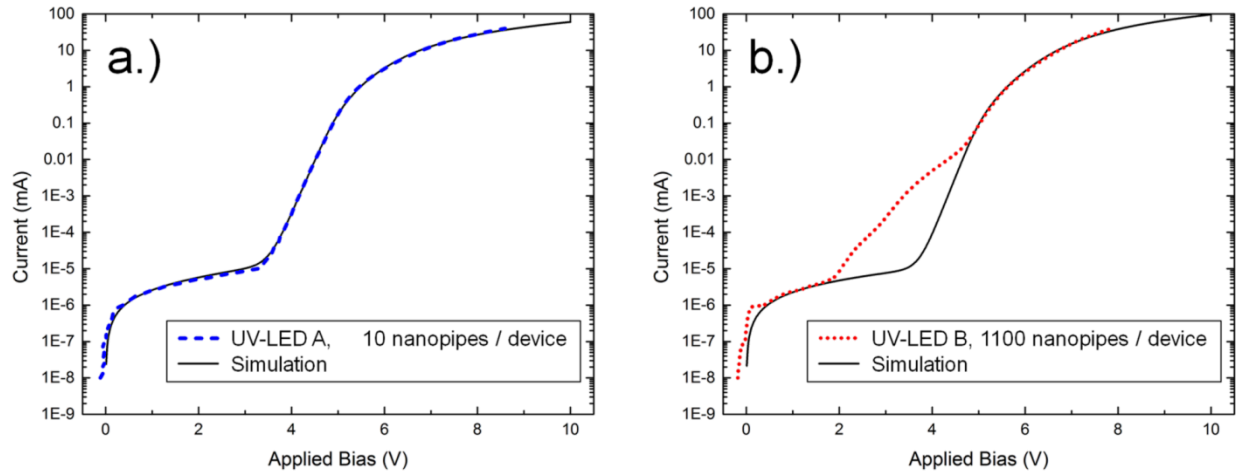 a.)
100
10
1
0.1
0.01
1E-3
1E-4
1E-5
1E-6
1E-7
1E-8
1E-9
Current (mA)
UV-LED A, 10 nanopipes / device
Simulation
0 2 4 6 8 10
Applied Bias (V)
b.)
100
10
1
0.1
0.01
1E-3
1E-4
1E-5
1E-6
1E-7
1E-8
1E-9
Current (mA)
UV-LED B, 1100 nanopipes / device
Simulation
0 2 4 6 8 10
Applied Bias (V)